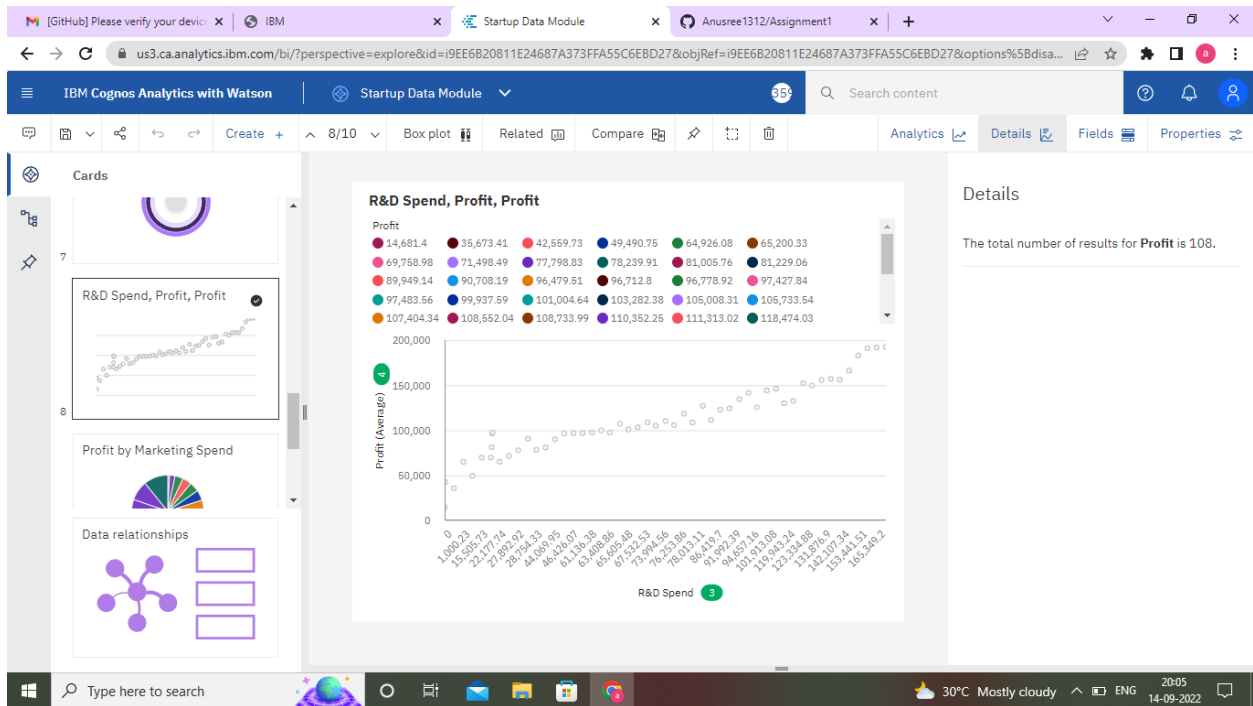 [GitHub] Please verify your devic
IBM
Startup Data Module
Anusree1312/Assignment1
us3.ca.analytics.ibm.com/bi/?perspective=explore&id=i9EE6B20811E24687A373FFA55C6EBD27&objRef=i9EE6B20811E24687A373FFA55C6EBD27&options%5Bdisa...
a
IBM Cognos Analytics with Watson
Startup Data Module
359
Search content
Create +
8/10
Box plot
Related
Compare
Analytics
Details
Fields
Properties
Cards
7
R&D Spend, Profit, Profit
8
Profit by Marketing Spend
Data relationships
R&D Spend, Profit, Profit
Profit
14,681.4 35,673.41 42,559.73 49,490.75 64,926.08 65,200.33
69,758.98 71,498.49 77,798.83 78,239.91 81,005.76 81,229.06
89,949.14 90,708.19 96,479.51 96,712.8 96,778.92 97,427.84
97,483.56 99,937.59 101,004.64 103,282.38 105,008.31 105,733.54
107,404.34 108,552.04 108,733.99 110,352.25 111,313.02 118,474.03
200,000
150,000
100,000
50,000
0
Profit (Average)
4
0
1,000.23
15,505.73
22,177.74
27,892.92
28,754.33
44,069.95
46,426.07
61,136.38
63,408.86
65,605.48
67,532.53
73,994.56
76,253.86
78,013.11
86,419.7
91,992.39
94,657.16
101,913.08
119,943.24
123,334.88
131,876.9
142,107.34
153,441.51
165,349.2
R&D Spend 3
Details
The total number of results for Profit is 108.
Type here to search
30°C Mostly cloudy
ENG
20:05
14-09-2022